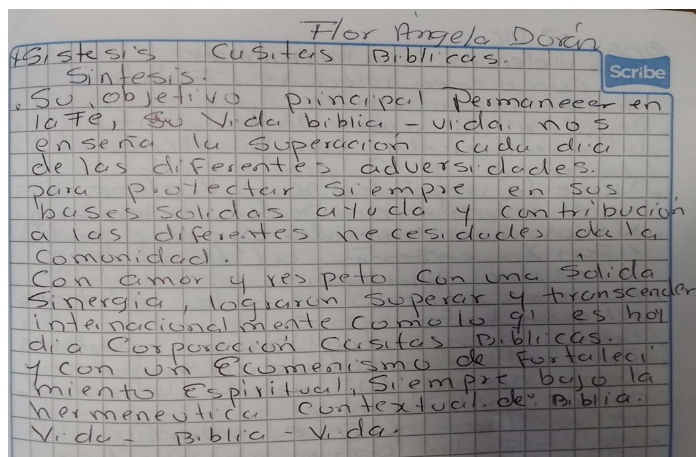 Flor Angela Dorán
Sistesis Casitas Biblicas.
Scribe
Sintesis.
. Su objetivo principal Permanecer en
la Fe, su Vida biblia - vida. nos
enseña la superación cada dia
de las diferentes adversidades.
para proyectar siempre en sus
bases solidas ayuda y contribución
a las diferentes necesidades de la
comunidad.
Con amor y respeto con una solida
sinergia, lograron superar y transcender
internacionalmente como lo q' es hoy
dia Corporación Casitas Biblicas.
y con un Ecumenismo de fortaleci
miento Espiritual, siempre bajo la
hermeneutica contextual. de: Biblia.
Vida - Biblia - Vida.